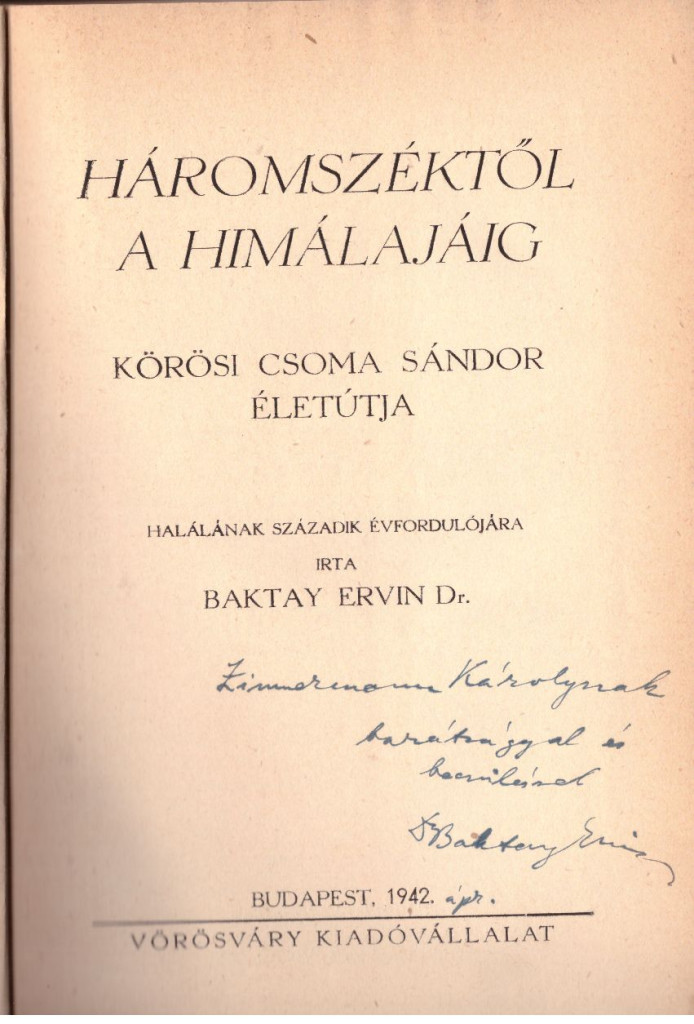 HÁROMSZÉKTŐL
A HIMÁLAJÁIG
KÖRÖSI CSOMA SÁNDOR
ÉLETÚTJA
HALÁLÁNAK SZÁZADIK ÉVFORDULÓJÁRA
IRTA
BAKTAY ERVIN Dr.
Zimmermann Károlynak
barátsággal és
becsüléssel
Dr Baktay Ervin
BUDAPEST, 1942. ápr.
VÖRÖSVÁRY KIADÓVÁLLALAT